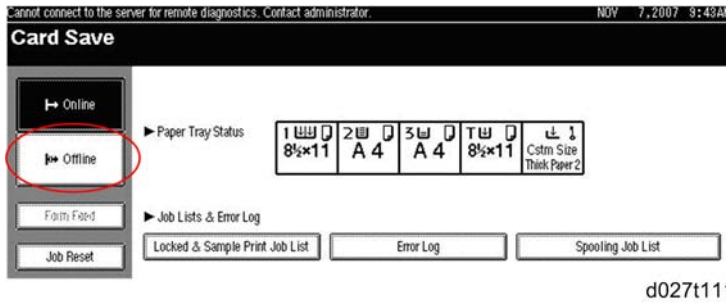 Cannot connect to the server for remote diagnostics. Contact administrator. NOV 7,2007 9:43AM
Card Save
Online
Offline
Form Feed
Job Reset
▶ Paper Tray Status
1 2 3 T
8½×11 A 4 A 4 8½×11 Cstm Size
Thick Paper 2
▶ Job Lists & Error Log
Locked & Sample Print Job List Error Log Spooling Job List
d027t111